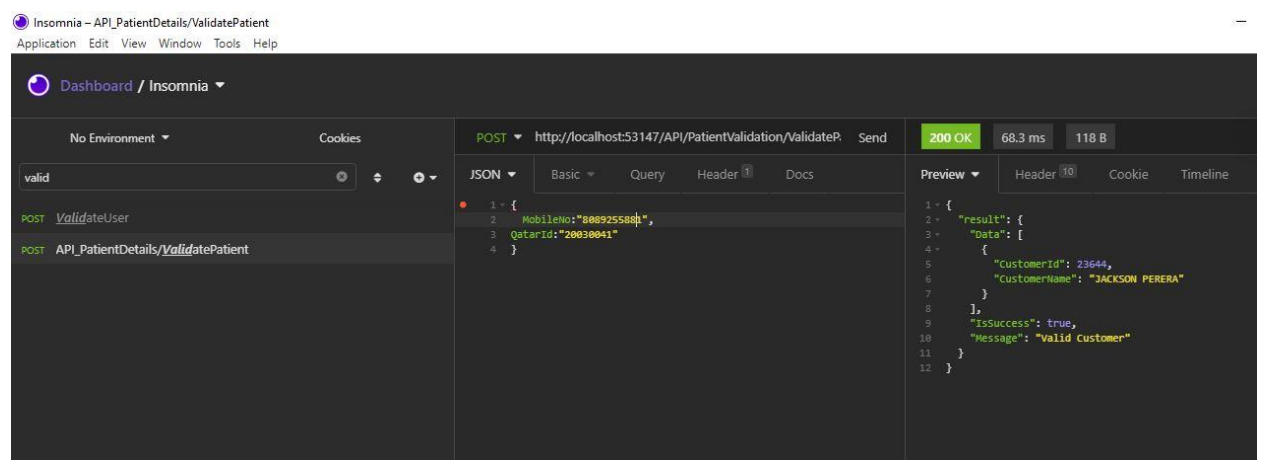 Insomnia – API_PatientDetails/ValidatePatient
Application Edit View Window Tools Help
Dashboard / Insomnia
No Environment
Cookies
valid
POST ValidateUser
POST API_PatientDetails/ValidatePatient
POST http://localhost:53147/API/PatientValidation/ValidateP Send
JSON Basic Query Header 1 Docs
1 {
2 MobileNo:"8089255881",
3 QatarId:"20030041"
4 }
200 OK 68.3 ms 118 B
Preview Header 10 Cookie Timeline
1 {
2 "result": {
3 "Data": [
4 {
5 "CustomerId": 23644,
6 "CustomerName": "JACKSON PERERA"
7 }
8 ],
9 "IsSuccess": true,
10 "Message": "Valid Customer"
11 }
12 }